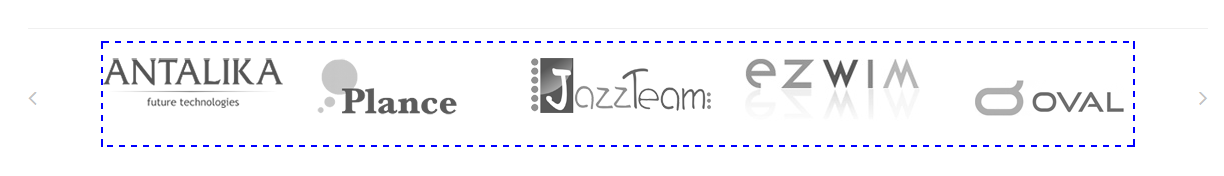 ANTALIKA
future technologies
Plance
JazzTeam
ezwim
OVAL